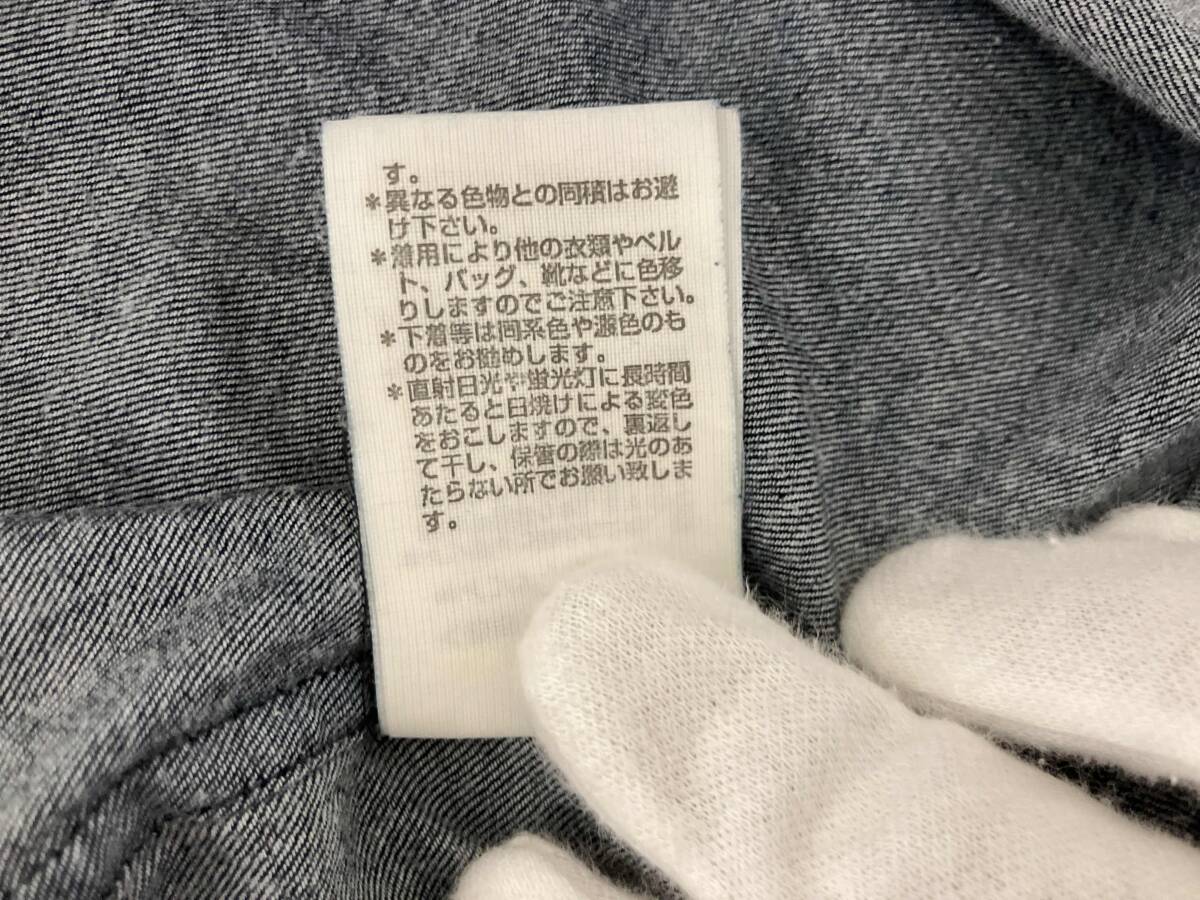 す。
*異なる色物との同積はお避
け下さい。
*着用により他の衣類やベル
ト、バッグ、靴などに色移
りしますのでご注意下さい。
*下着等は同系色や濃色のも
のをお勧めします。
*直射日光や蛍光灯に長時間
あたると日焼けによる変色
をおこしますので、裏返し
て干し、保管の際は光のあ
たらない所でお願い致しま
す。